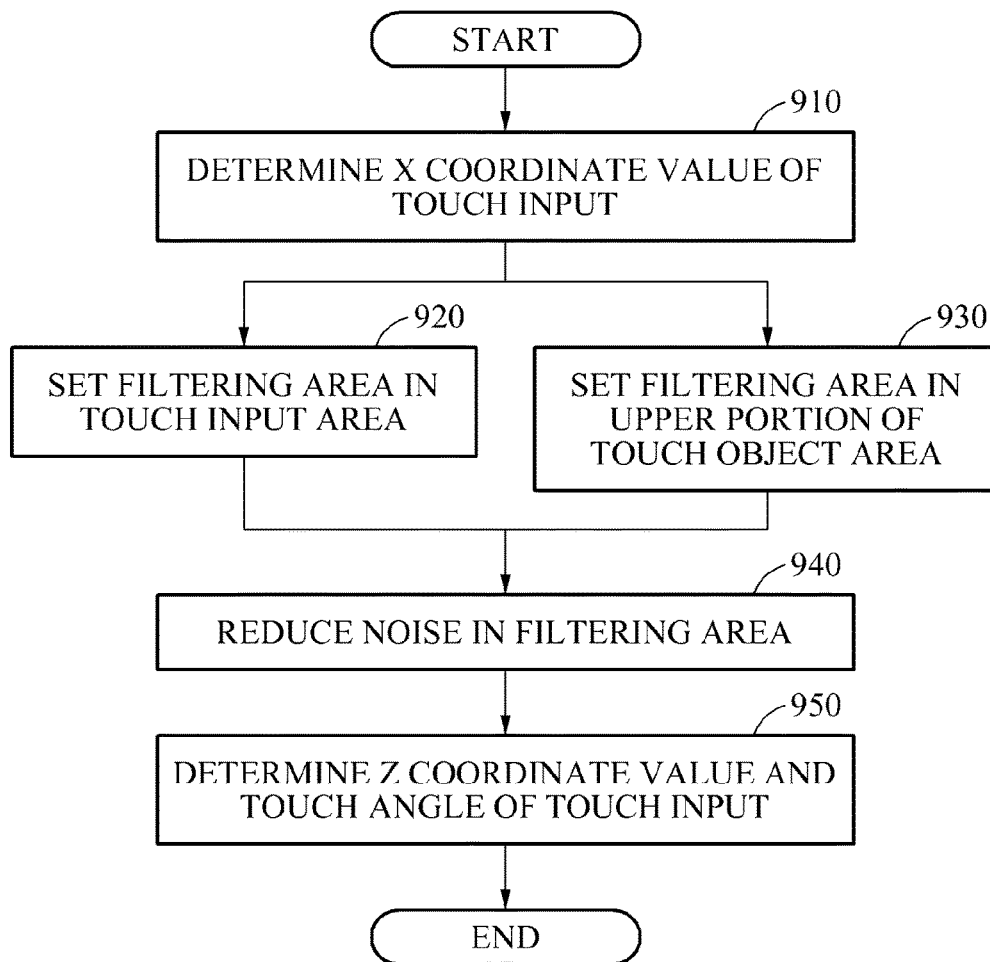 START
910
DETERMINE X COORDINATE VALUE OF
TOUCH INPUT
920
SET FILTERING AREA IN
TOUCH INPUT AREA
930
SET FILTERING AREA IN
UPPER PORTION OF
TOUCH OBJECT AREA
940
REDUCE NOISE IN FILTERING AREA
950
DETERMINE Z COORDINATE VALUE AND
TOUCH ANGLE OF TOUCH INPUT
END